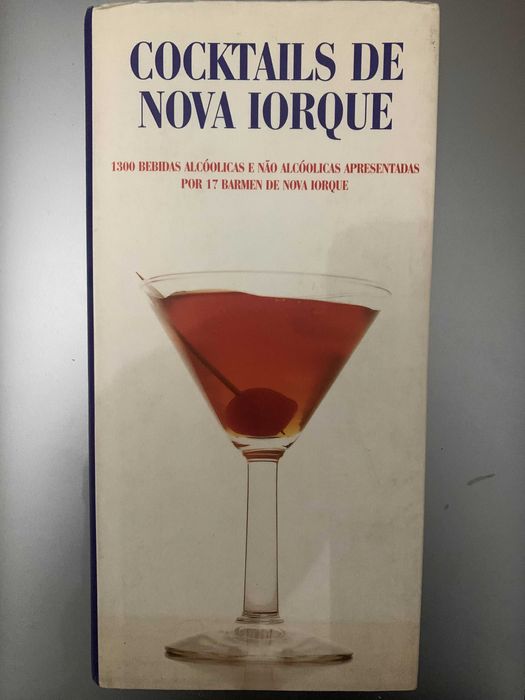 COCKTAILS DE
NOVA IORQUE
1300 BEBIDAS ALCÓOLICAS E NÃO ALCÓOLICAS APRESENTADAS
POR 17 BARMEN DE NOVA IORQUE